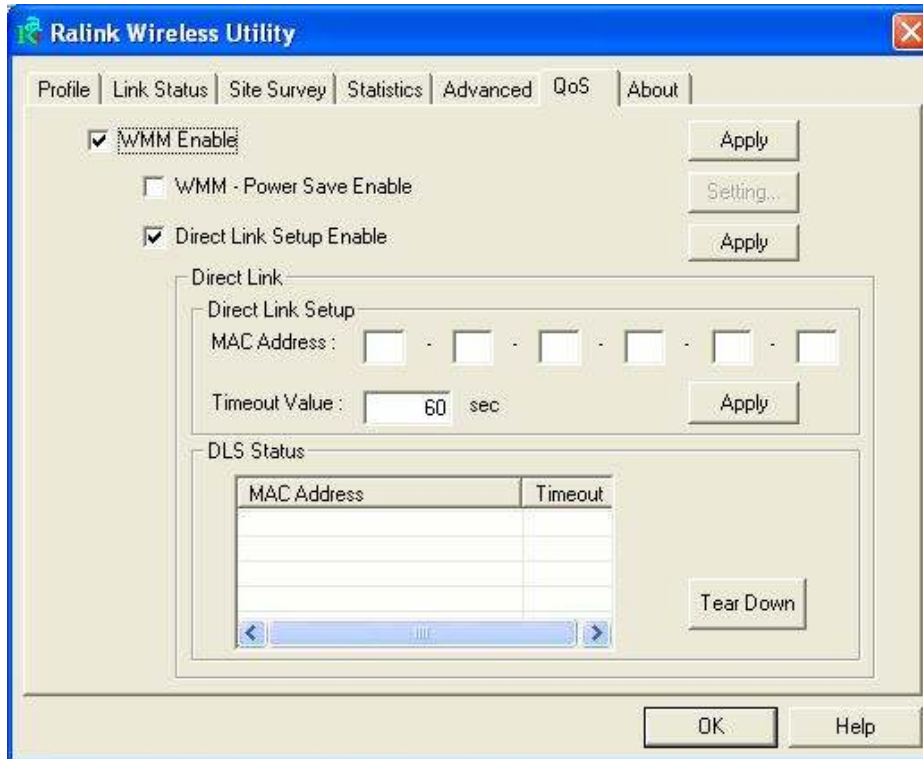 Ralink Wireless Utility
Profile Link Status Site Survey Statistics Advanced QoS About
WMM Enable Apply
WMM - Power Save Enable Setting...
Direct Link Setup Enable Apply
Direct Link
Direct Link Setup
MAC Address : - - - - -
Timeout Value : 60 sec Apply
DLS Status
MAC Address Timeout
Tear Down
OK Help